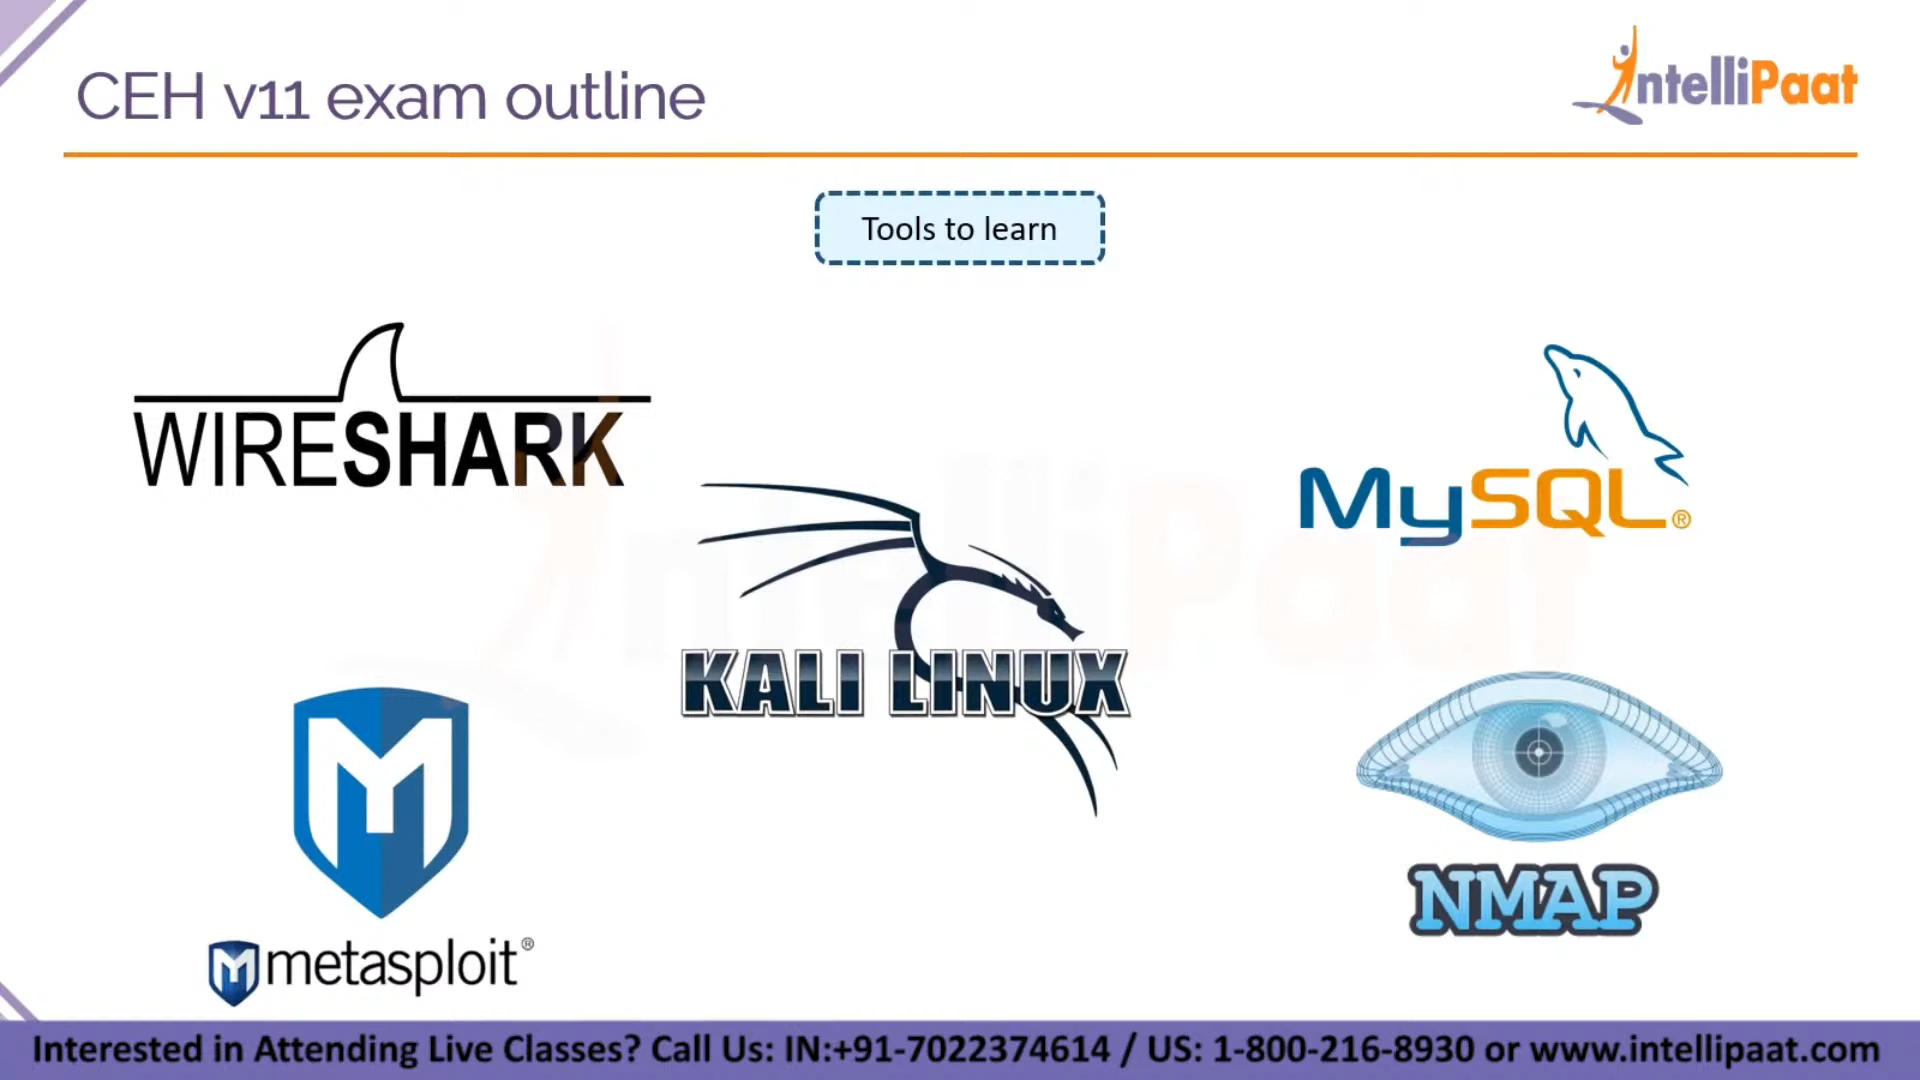 CEH v11 exam outline
IntelliPaat
Tools to learn
WIRESHARK
MySQL®
KALI LINUX
NMAP
metasploit®
Interested in Attending Live Classes? Call Us: IN:+91-7022374614 / US: 1-800-216-8930 or www.intellipaat.com